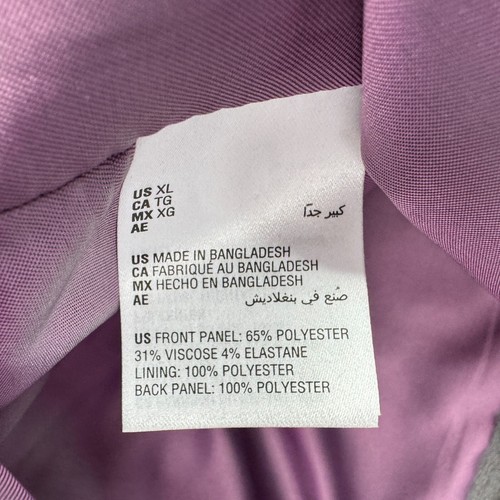 US XL
CA TG
MX XG
AE كبير جدًا
US MADE IN BANGLADESH
CA FABRIQUÉ AU BANGLADESH
MX HECHO EN BANGLADESH
AE صُنع في بنغلاديش
US FRONT PANEL: 65% POLYESTER
31% VISCOSE 4% ELASTANE
LINING: 100% POLYESTER
BACK PANEL: 100% POLYESTER